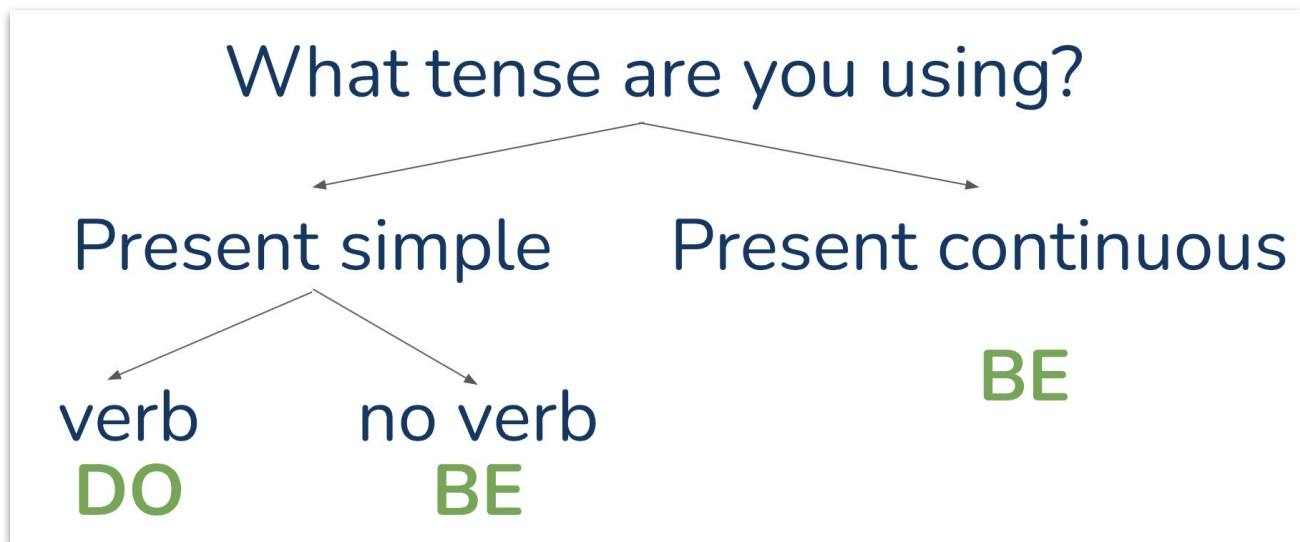 What tense are you using?
Present simple
Present continuous
BE
verb
no verb
DO
BE